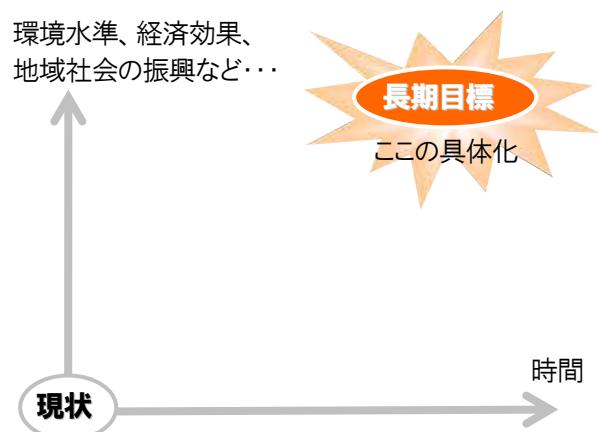 環境水準、経済効果、
地域社会の振興など･･･
長期目標
ここの具体化
時間
現状